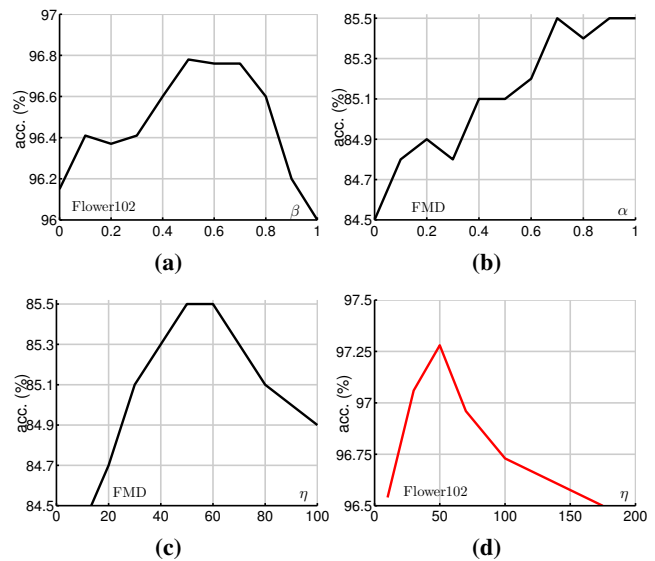 97
96.8
96.6
96.4
96.2
96
acc. (%)
Flower102
β
0 0.2 0.4 0.6 0.8 1
(a)
85.5
85.3
85.1
84.9
84.7
84.5
acc. (%)
FMD
α
0 0.2 0.4 0.6 0.8 1
(b)
85.5
85.3
85.1
84.9
84.7
84.5
acc. (%)
FMD
η
0 20 40 60 80 100
(c)
97.5
97.25
97
96.75
96.5
acc. (%)
Flower102
η
0 50 100 150 200
(d)